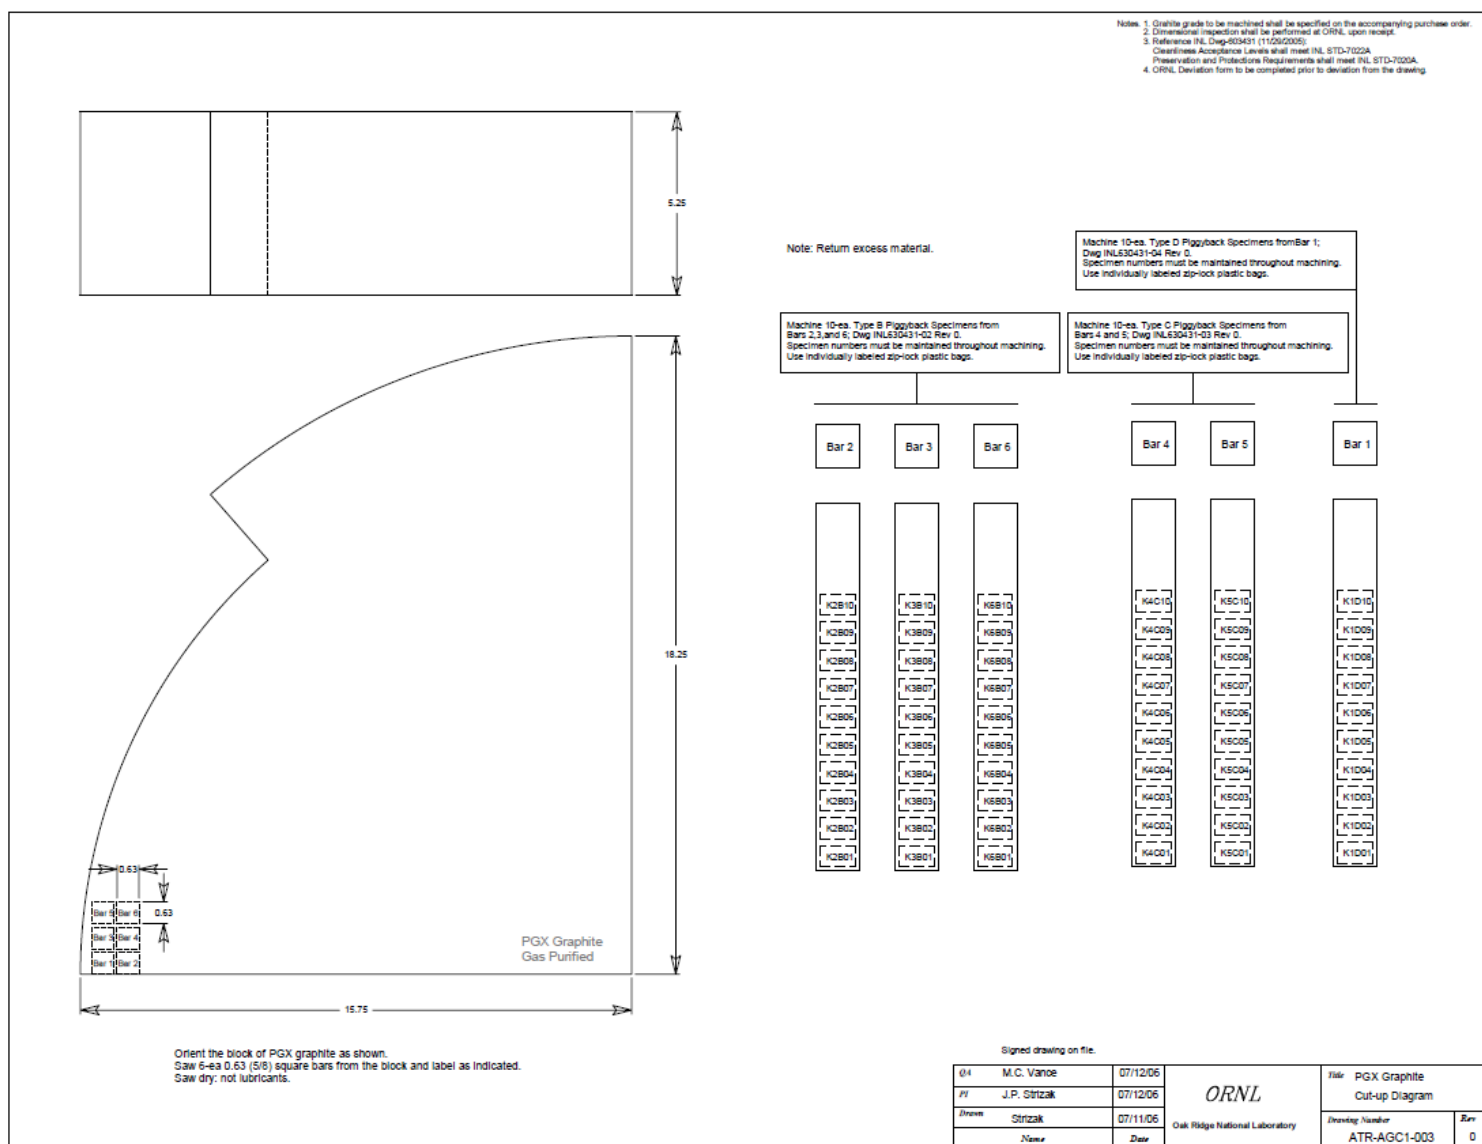 Notes. 1. Grahite grade to be machined shall be specified on the accompanying purchase order.
2. Dimensional inspection shall be performed at ORNL upon receipt.
3. Reference INL Dwg-603431 (11/29/2005):
Cleanliness Acceptance Levels shall meet INL STD-7022A
Preservation and Protections Requirements shall meet INL STD-7020A.
4. ORNL Deviation form to be completed prior to deviation from the drawing.
5.25
Note: Return excess material.
Machine 10-ea. Type D Piggyback Specimens fromBar 1;
Dwg INL630431-04 Rev 0.
Specimen numbers must be maintained throughout machining.
Use individually labeled zip-lock plastic bags.
Machine 10-ea. Type B Piggyback Specimens from
Bars 2,3,and 6; Dwg INL630431-02 Rev 0.
Specimen numbers must be maintained throughout machining.
Use individually labeled zip-lock plastic bags.
Machine 10-ea. Type C Piggyback Specimens from
Bars 4 and 5; Dwg INL630431-03 Rev 0.
Specimen numbers must be maintained throughout machining.
Use individually labeled zip-lock plastic bags.
Bar 2 Bar 3 Bar 6 Bar 4 Bar 5 Bar 1
K2B10 K3B10 K6B10 K4C10 K5C10 K1D10
K2B09 K3B09 K6B09 K4C09 K5C09 K1D09
K2B08 K3B08 K6B08 K4C08 K5C08 K1D08
K2B07 K3B07 K6B07 K4C07 K5C07 K1D07
K2B06 K3B06 K6B06 K4C06 K5C06 K1D06
K2B05 K3B05 K6B05 K4C05 K5C05 K1D05
K2B04 K3B04 K6B04 K4C04 K5C04 K1D04
K2B03 K3B03 K6B03 K4C03 K5C03 K1D03
K2B02 K3B02 K6B02 K4C02 K5C02 K1D02
K2B01 K3B01 K6B01 K4C01 K5C01 K1D01
18.25
0.63
Bar 5 Bar 6 0.63
Bar 3 Bar 4
Bar 1 Bar 2
PGX Graphite
Gas Purified
15.75
Orient the block of PGX graphite as shown.
Saw 6-ea 0.63 (5/8) square bars from the block and label as indicated.
Saw dry: not lubricants.
Signed drawing on file.
QA M.C. Vance 07/12/06
PI J.P. Strizak 07/12/06
Drawn Strizak 07/11/06
Name Date
ORNL
Oak Ridge National Laboratory
Title PGX Graphite
Cut-up Diagram
Drawing Number Rev
ATR-AGC1-003 0